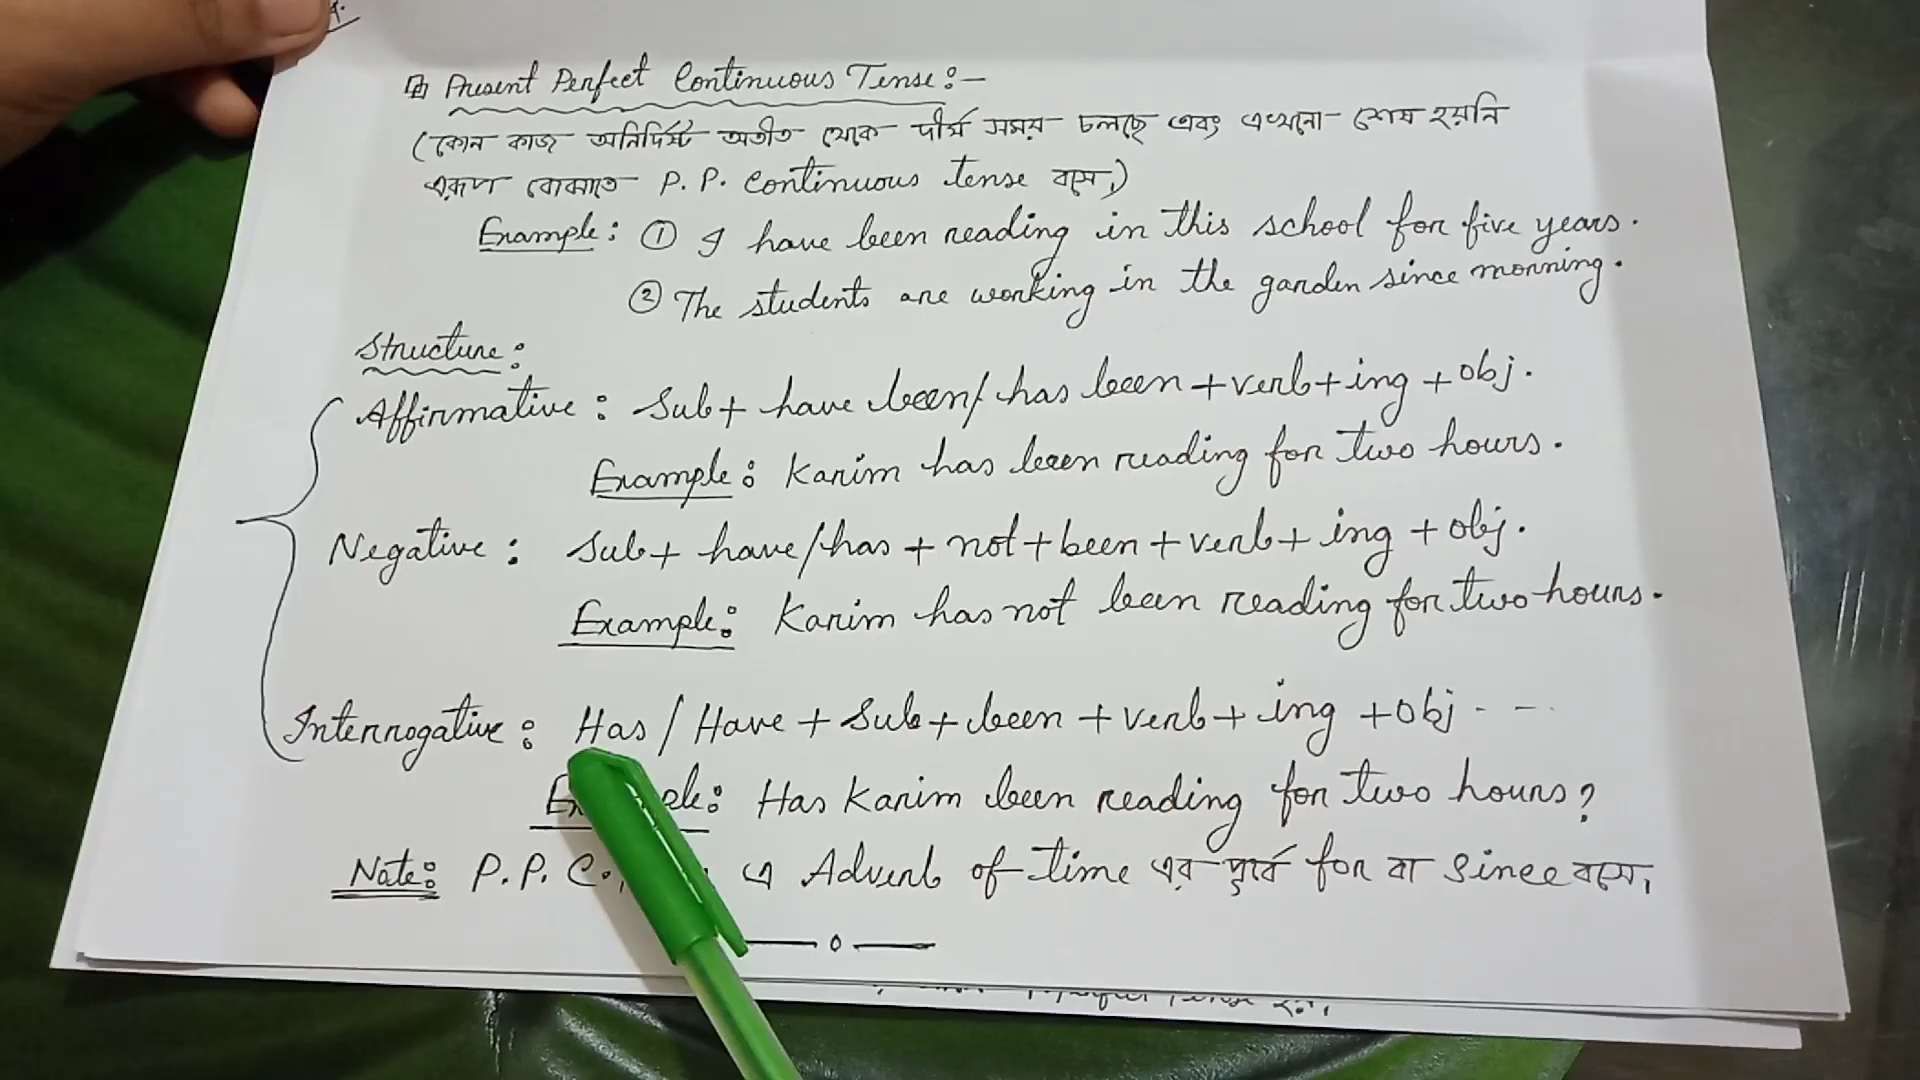 Present Perfect Continuous Tense:-
(কোন কাজ অনির্দিষ্ট অতীত থেকে দীর্ঘ সময় চলছে এবং এখনো শেষ হয়নি
এরূপ বোঝাতে P. P. Continuous tense বসে।)
Example: ① I have been reading in this school for five years.
② The students are working in the garden since morning.
Structure:
Affirmative: Sub+ have been/ has been +verb+ing +obj.
Example: Karim has been reading for two hours.
Negative: Sub+ have/has + not+been +verb+ing +obj.
Example: Karim has not been reading for two hours.
Interrogative: Has/Have + Sub+been +verb+ing +obj - -
Example: Has Karim been reading for two hours?
Note: P. P. C. এ Adverb of time এর পূর্বে for বা since বসে।
—0—